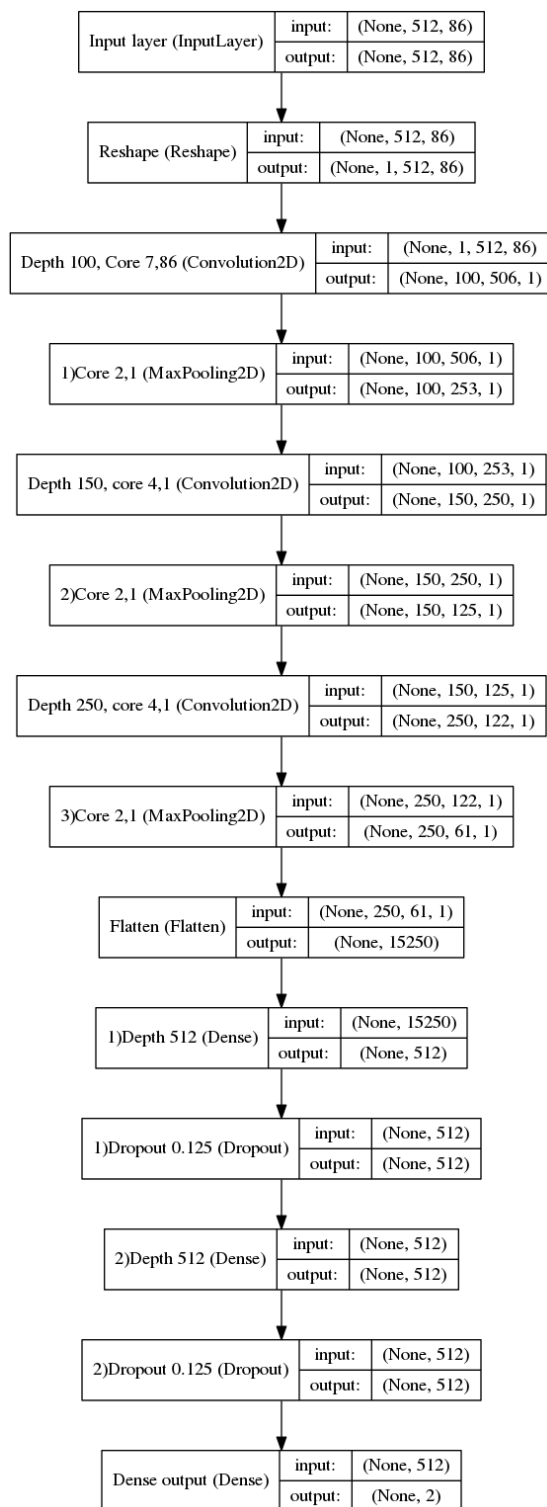 Input layer (InputLayer)
input: (None, 512, 86)
output: (None, 512, 86)
Reshape (Reshape)
input: (None, 512, 86)
output: (None, 1, 512, 86)
Depth 100, Core 7,86 (Convolution2D)
input: (None, 1, 512, 86)
output: (None, 100, 506, 1)
1)Core 2,1 (MaxPooling2D)
input: (None, 100, 506, 1)
output: (None, 100, 253, 1)
Depth 150, core 4,1 (Convolution2D)
input: (None, 100, 253, 1)
output: (None, 150, 250, 1)
2)Core 2,1 (MaxPooling2D)
input: (None, 150, 250, 1)
output: (None, 150, 125, 1)
Depth 250, core 4,1 (Convolution2D)
input: (None, 150, 125, 1)
output: (None, 250, 122, 1)
3)Core 2,1 (MaxPooling2D)
input: (None, 250, 122, 1)
output: (None, 250, 61, 1)
Flatten (Flatten)
input: (None, 250, 61, 1)
output: (None, 15250)
1)Depth 512 (Dense)
input: (None, 15250)
output: (None, 512)
1)Dropout 0.125 (Dropout)
input: (None, 512)
output: (None, 512)
2)Depth 512 (Dense)
input: (None, 512)
output: (None, 512)
2)Dropout 0.125 (Dropout)
input: (None, 512)
output: (None, 512)
Dense output (Dense)
input: (None, 512)
output: (None, 2)